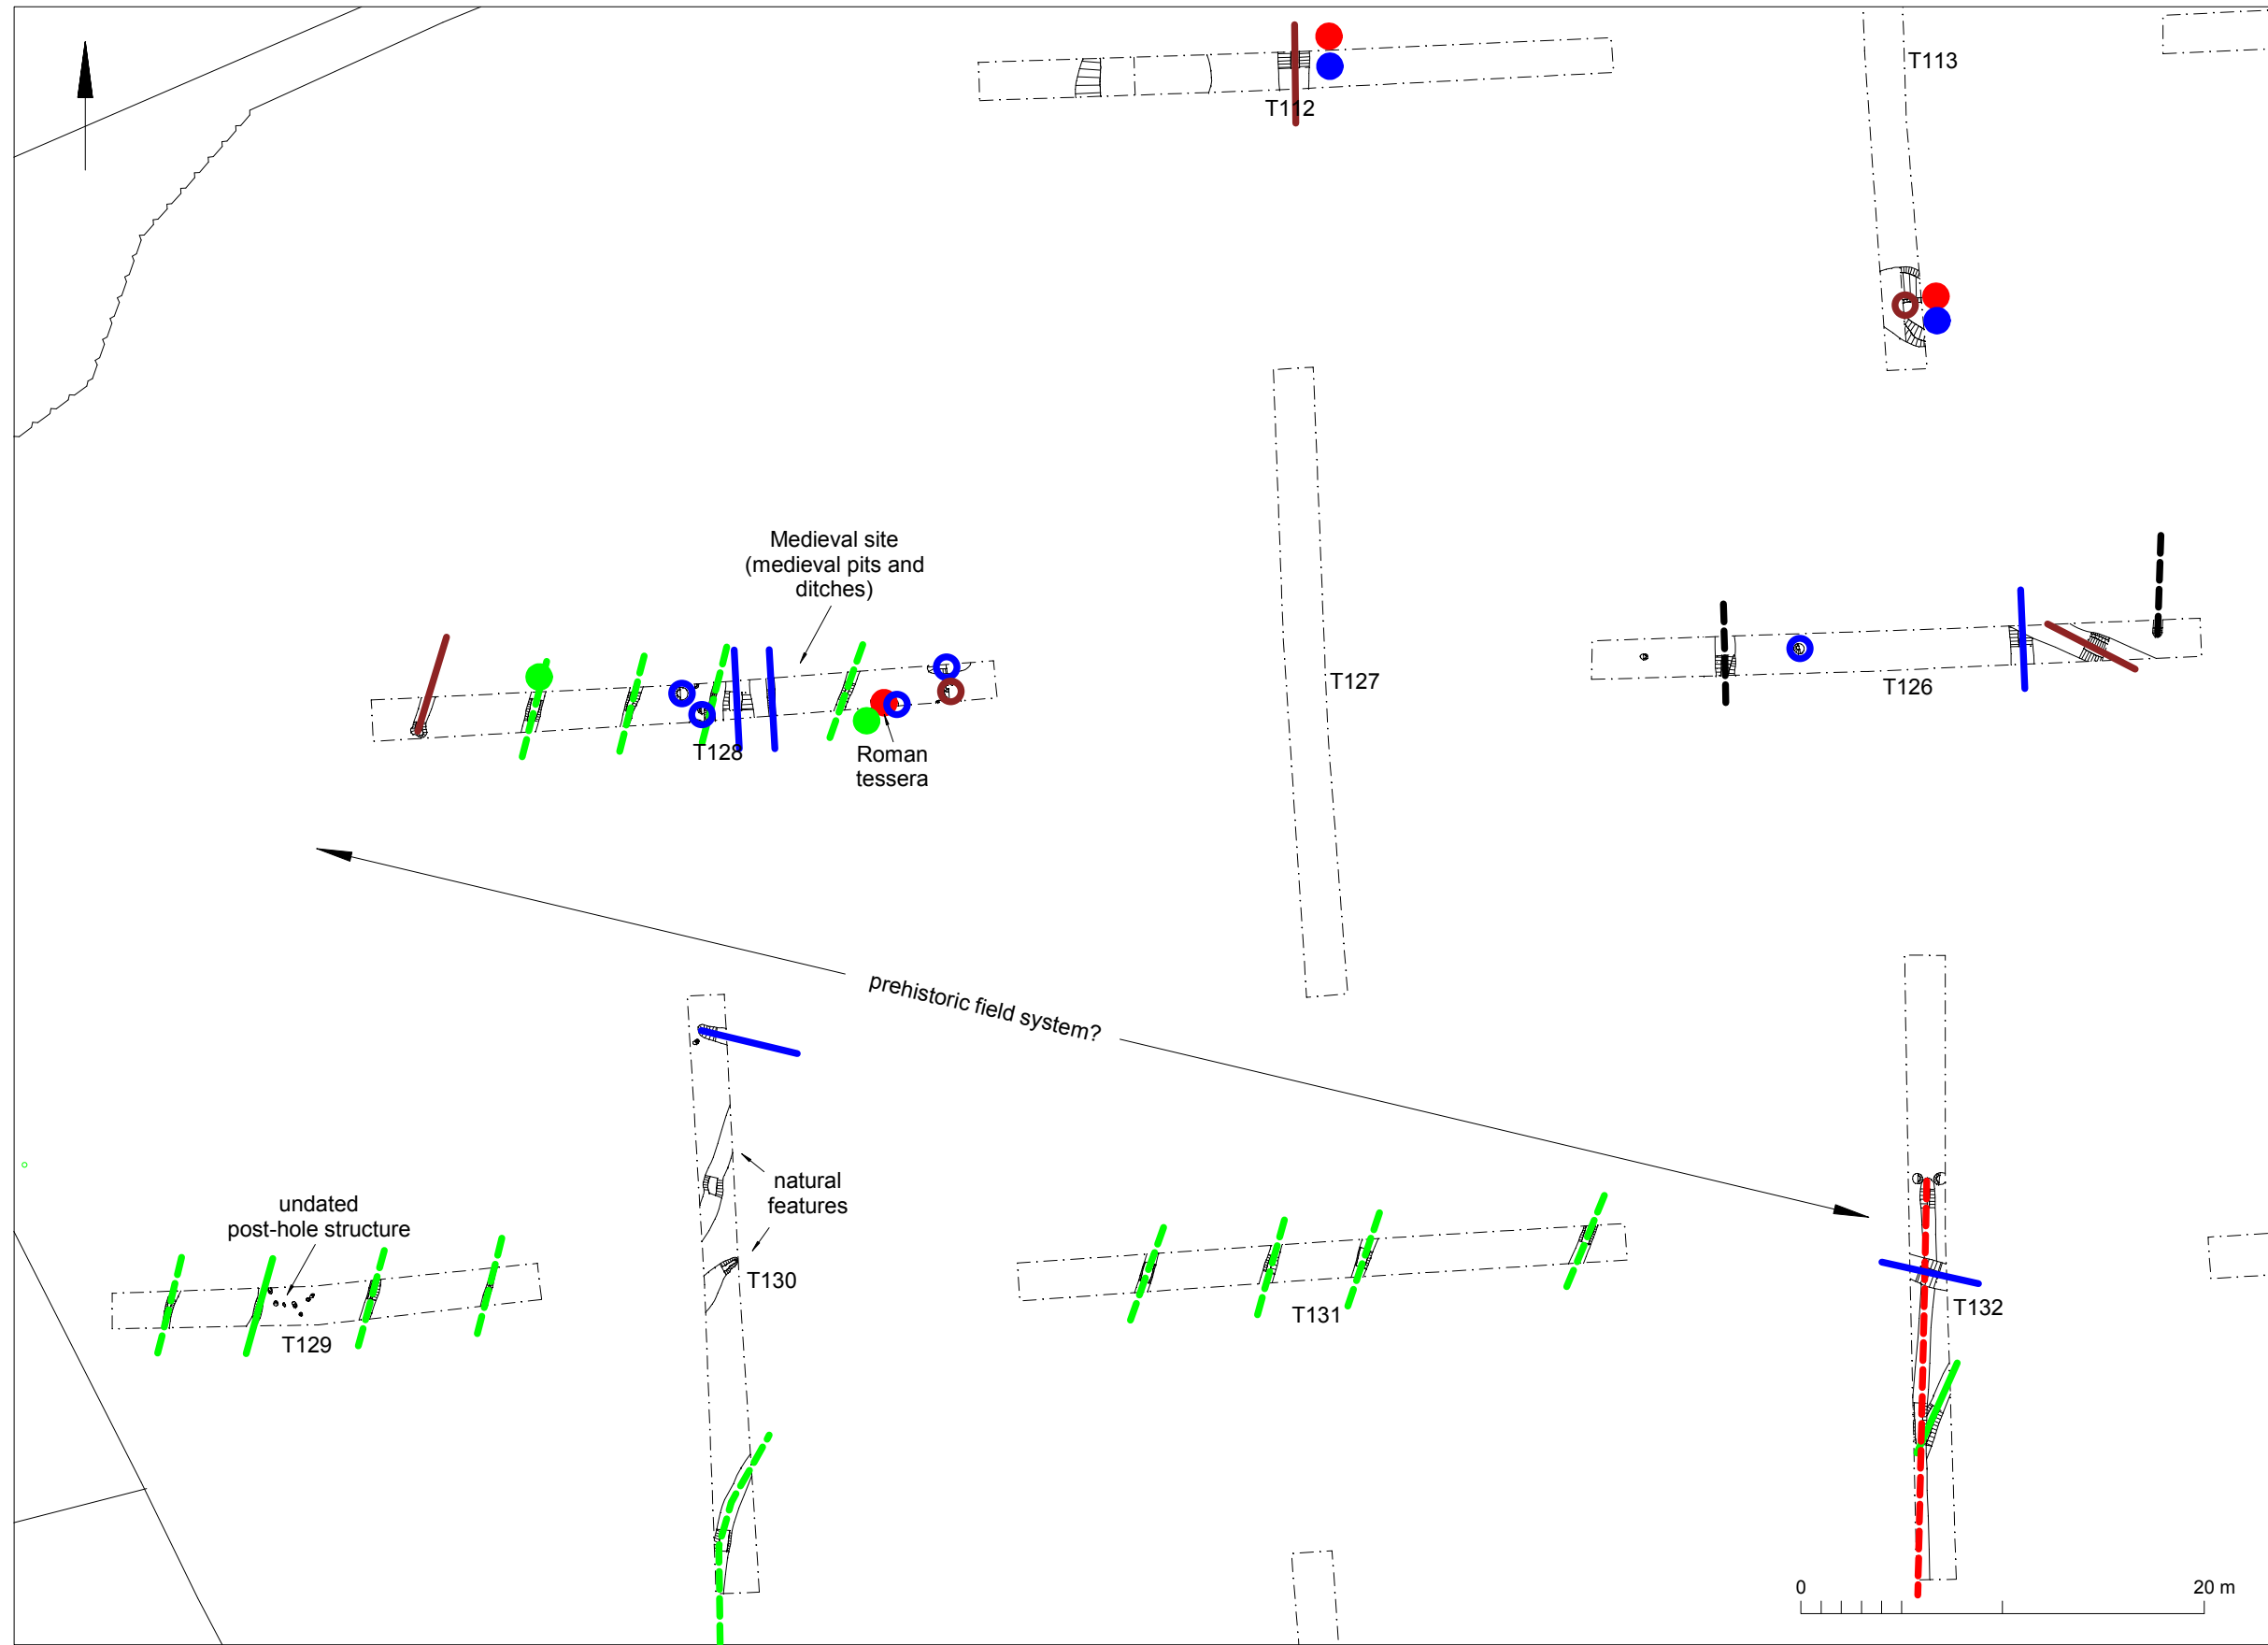 T113
T112
Medieval site
(medieval pits and
ditches)
T127
T126
T128
Roman
tessera
prehistoric field system?
natural
features
undated
post-hole structure
T130
T131
T132
T129
0
20 m